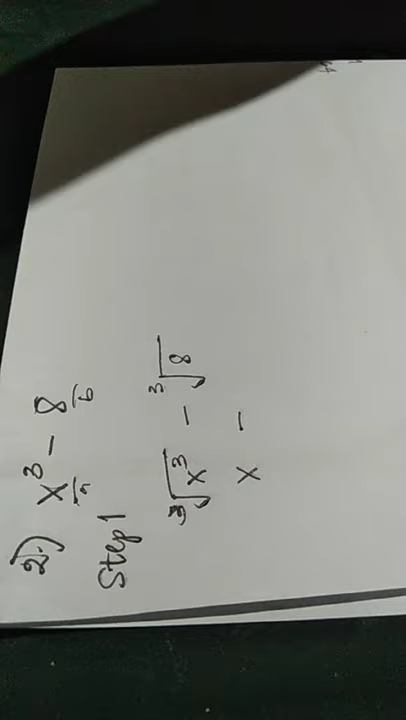 2.) x³ - 8
a b
Step 1
∛x³ - ∛8
x -